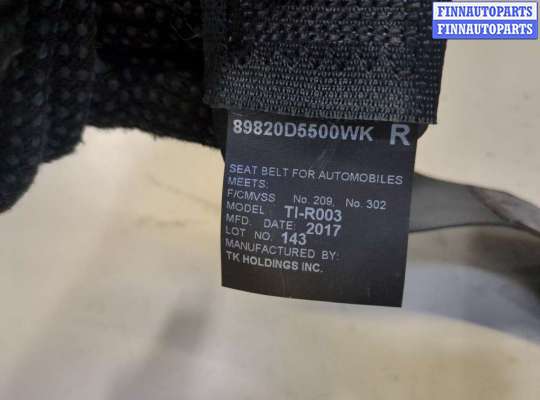 FINNAUTOPARTS
FINNAUTOPARTS
89820D5500WK R
SEAT BELT FOR AUTOMOBILES
MEETS:
F/CMVSS No. 209, No. 302
MODEL TI-R003
MFD. DATE: 2017
LOT NO. 143
MANUFACTURED BY:
TK HOLDINGS INC.